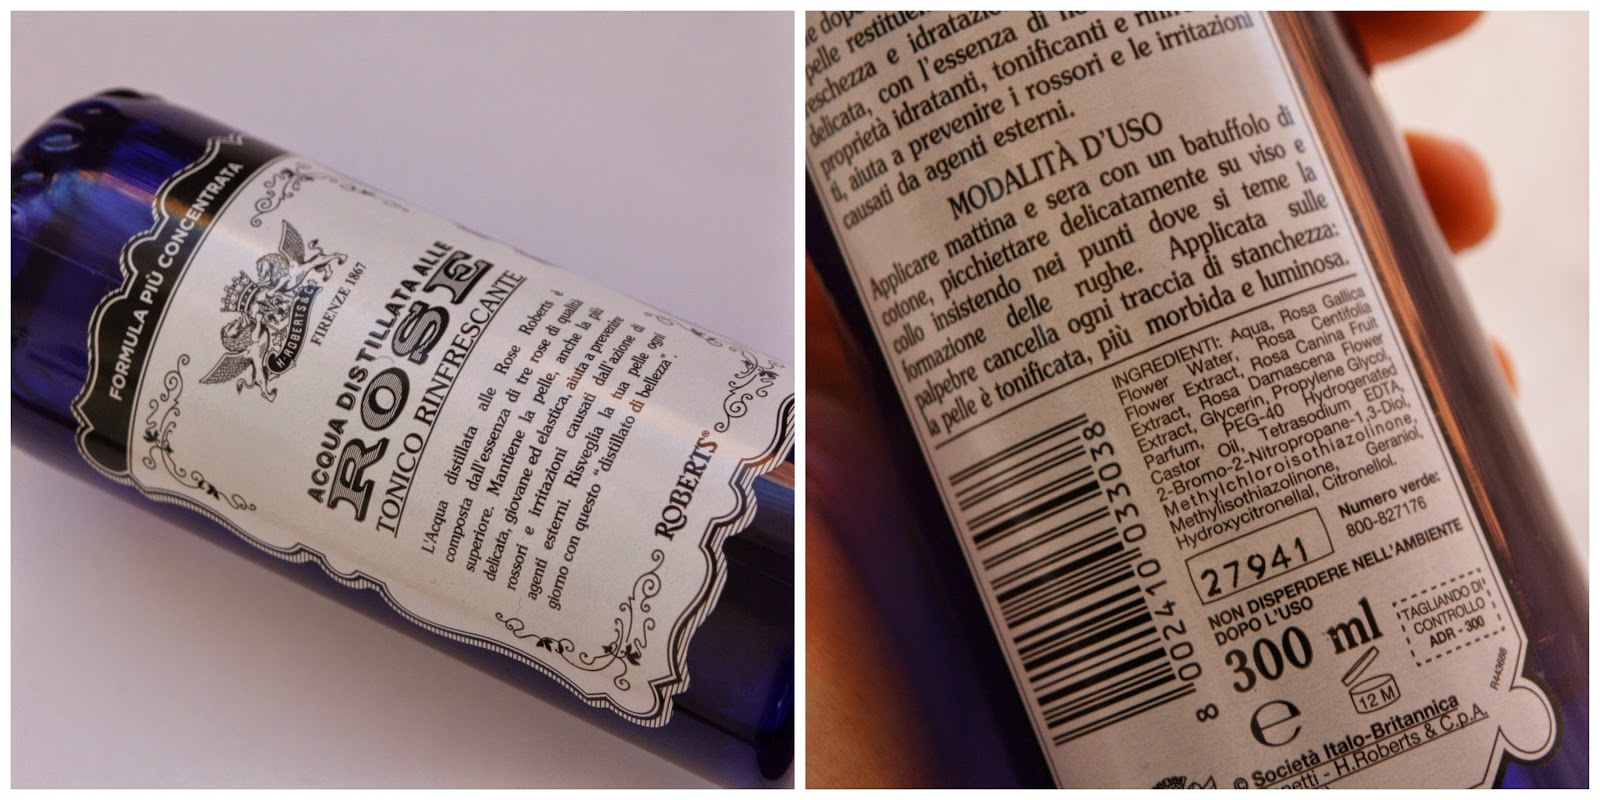 FORMULA PIÙ CONCENTRATA
H. ROBERTS & CO
FIRENZE 1867
ACQUA DISTILLATA ALLE
ROSE
TONICO RINFRESCANTE
L'Acqua distillata alle Rose Roberts è
composta dall'essenza di tre rose di qualità
superiore. Mantiene la pelle, anche la più
delicata, giovane ed elastica, aiuta a prevenire
rossori e irritazioni causati dall'azione di
agenti esterni. Risveglia la tua pelle ogni
giorno con questo "distillato di bellezza".
ROBERTS®
pelle restituen
eschezza e idratazio
delicata, con l'essenza di
proprietà idratanti, tonificanti e
ti, aiuta a prevenire i rossori e le irritazioni
causati da agenti esterni.
MODALITÀ D'USO
Applicare mattina e sera con un batuffolo di
cotone, picchiettare delicatamente su viso e
collo insistendo nei punti dove si teme la
formazione delle rughe. Applicata sulle
palpebre cancella ogni traccia di stanchezza:
la pelle è tonificata, più morbida e luminosa.
INGREDIENTI: Aqua, Rosa Gallica
Flower Water, Rosa Centifolia
Flower Extract, Rosa Canina Fruit
Extract, Rosa Damascena Flower
Extract, Glycerin, Propylene Glycol,
Parfum, PEG-40 Hydrogenated
Castor Oil, Tetrasodium EDTA,
2-Bromo-2-Nitropropane-1,3-Diol,
Methylchloroisothiazolinone,
Methylisothiazolinone, Geraniol,
Hydroxycitronellal, Citronellol.
8 002410 033038
Numero verde:
800-827176
27941
NON DISPERDERE NELL'AMBIENTE
DOPO L'USO
300 ml
TAGLIANDO DI
CONTROLLO
ADR - 300
R443688
e
12 M
© Società Italo-Britannica
netti - H.Roberts & C.p.A.